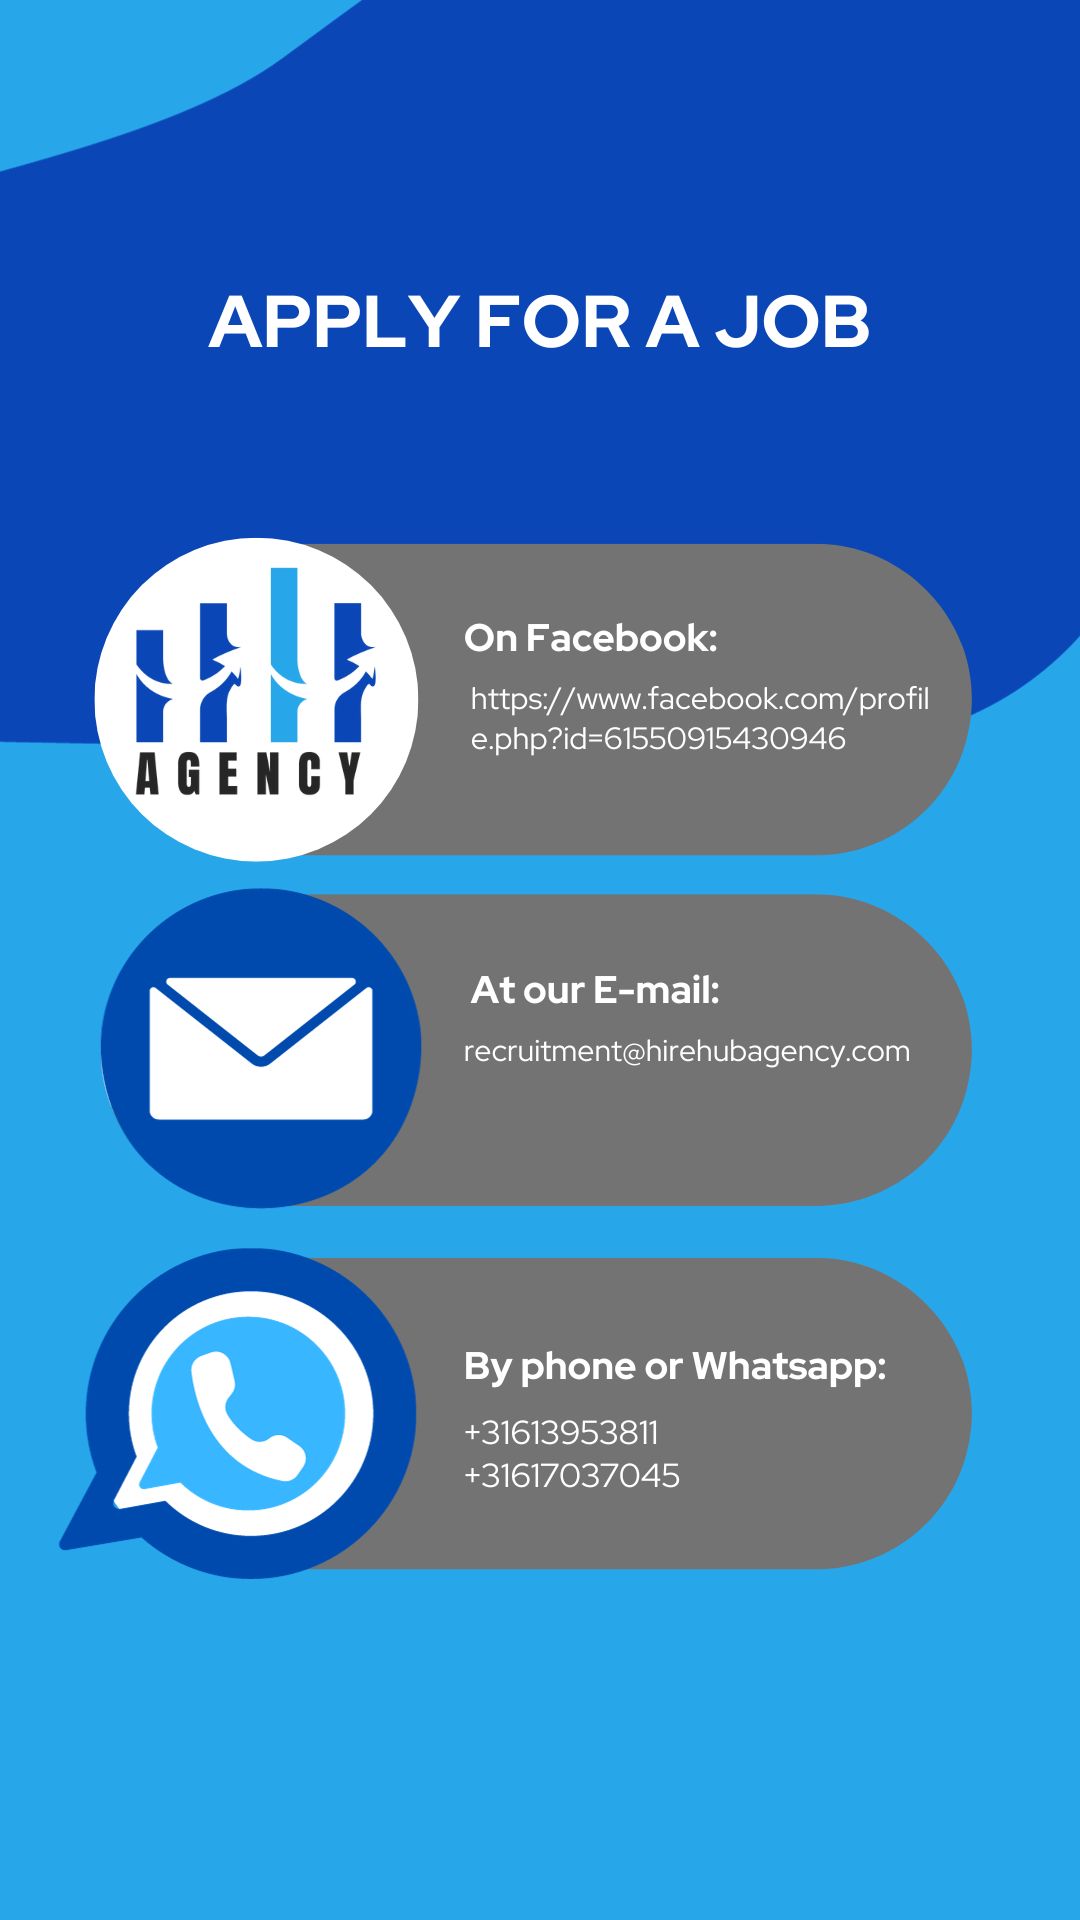 APPLY FOR A JOB
AGENCY
On Facebook:
https://www.facebook.com/profil
e.php?id=61550915430946
At our E-mail:
recruitment@hirehubagency.com
By phone or Whatsapp:
+31613953811
+31617037045